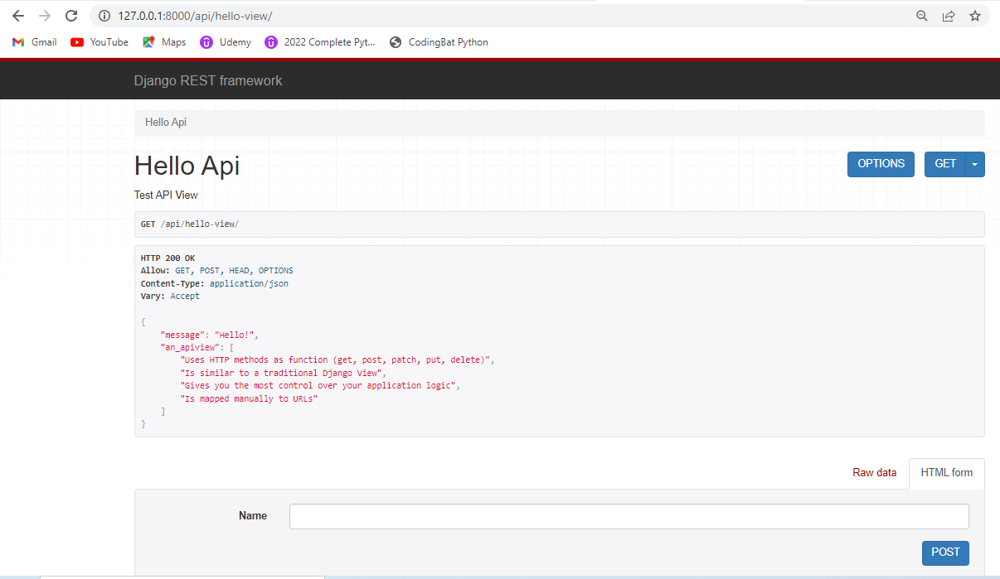 127.0.0.1:8000/api/hello-view/
Gmail YouTube Maps Udemy 2022 Complete Pyt... CodingBat Python
Django REST framework
Hello Api
Hello Api OPTIONS GET
Test API View
GET /api/hello-view/
HTTP 200 OK
Allow: GET, POST, HEAD, OPTIONS
Content-Type: application/json
Vary: Accept
{
"message": "Hello!",
"an_apiview": [
"Uses HTTP methods as function (get, post, patch, put, delete)",
"Is similar to a traditional Django View",
"Gives you the most control over your application logic",
"Is mapped manually to URLs"
]
}
Raw data HTML form
Name
POST